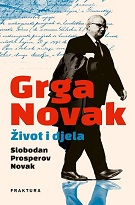 Grga
Novak
Život i djela
Slobodan
Prosperov
Novak
FRAKTURA